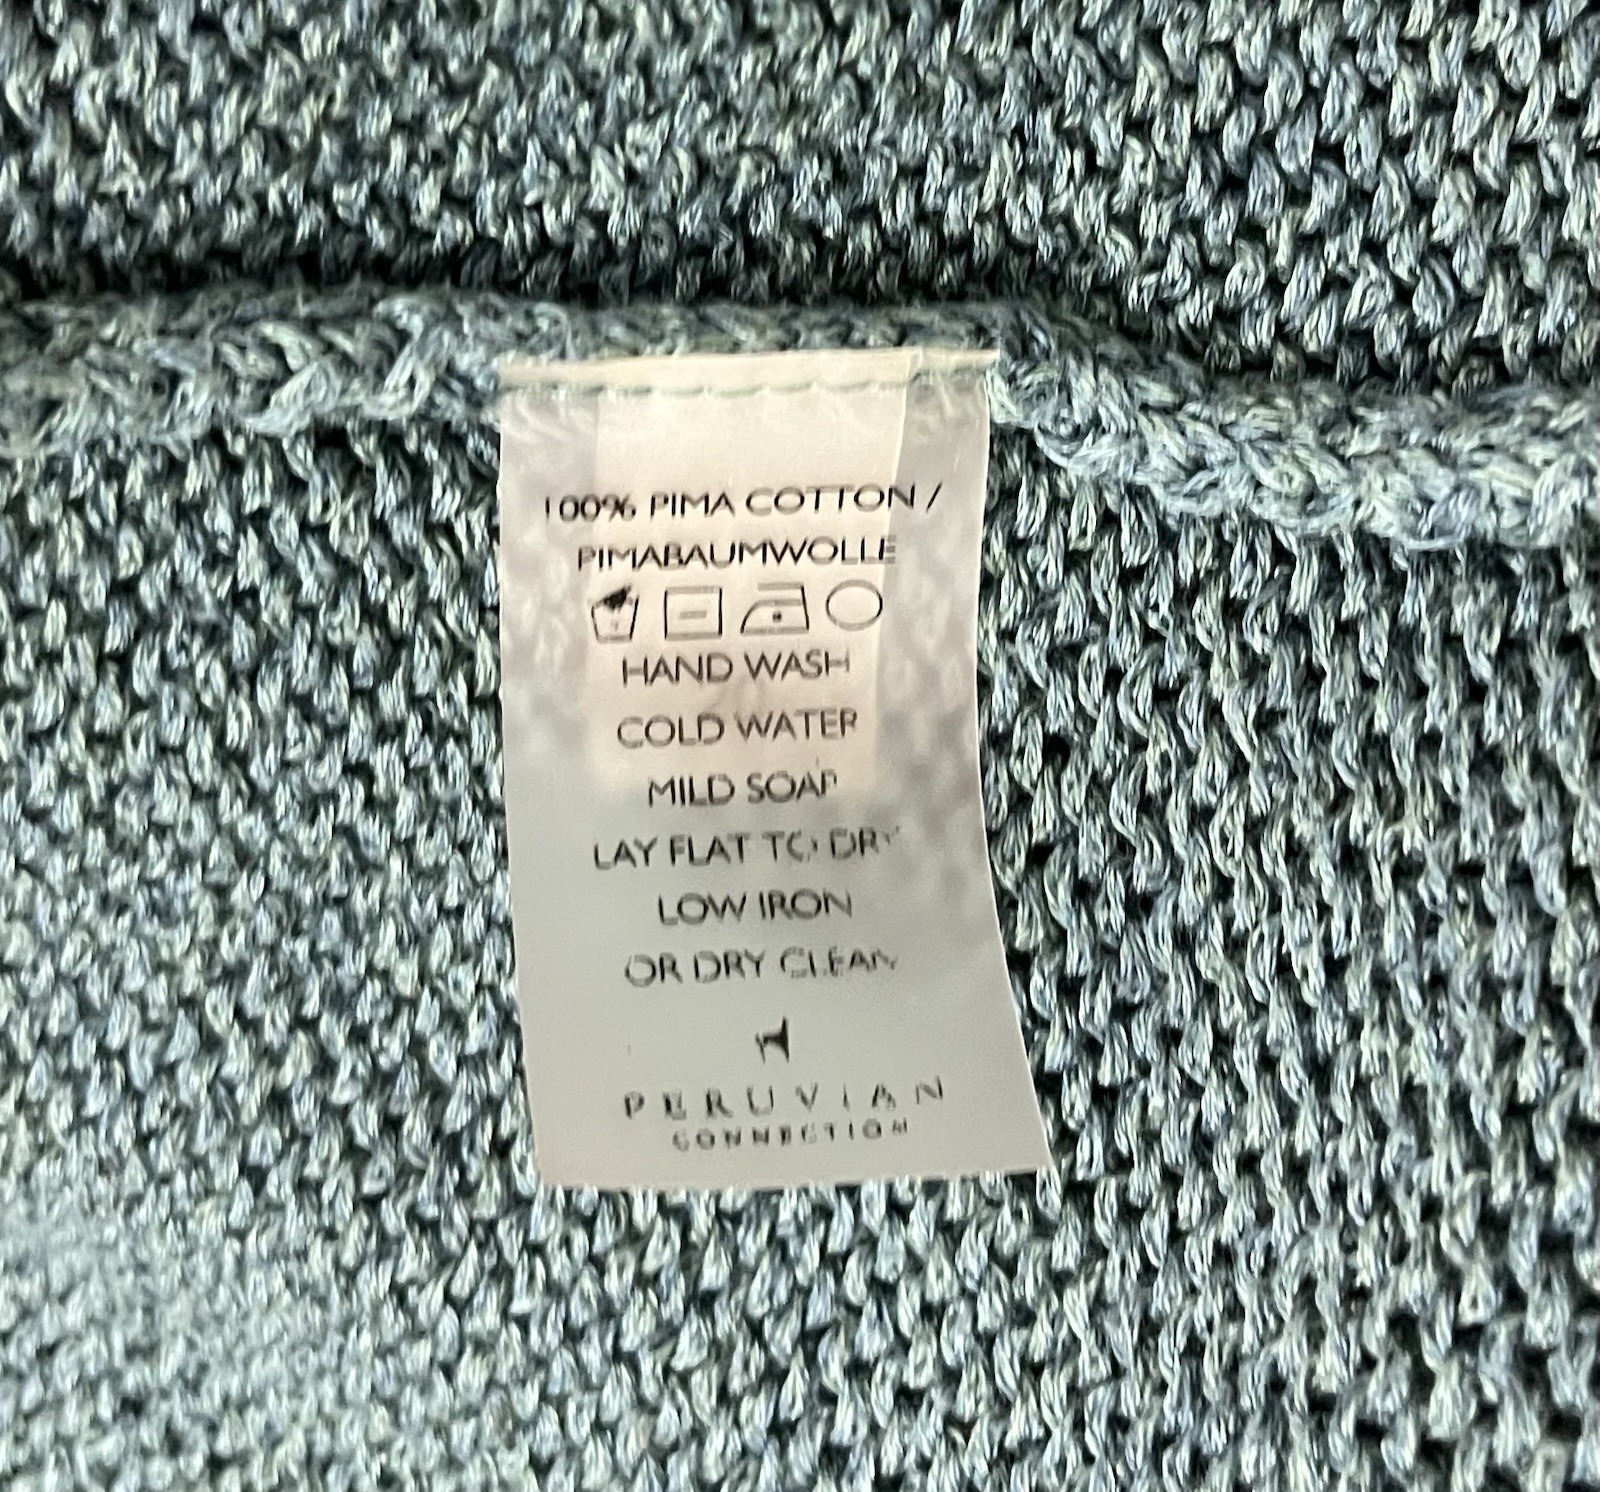 100% PIMA COTTON /
PIMABAUMWOLLE
HAND WASH
COLD WATER
MILD SOAP
LAY FLAT TO DRY
LOW IRON
OR DRY CLEAN
PERUVIAN
CONNECTION